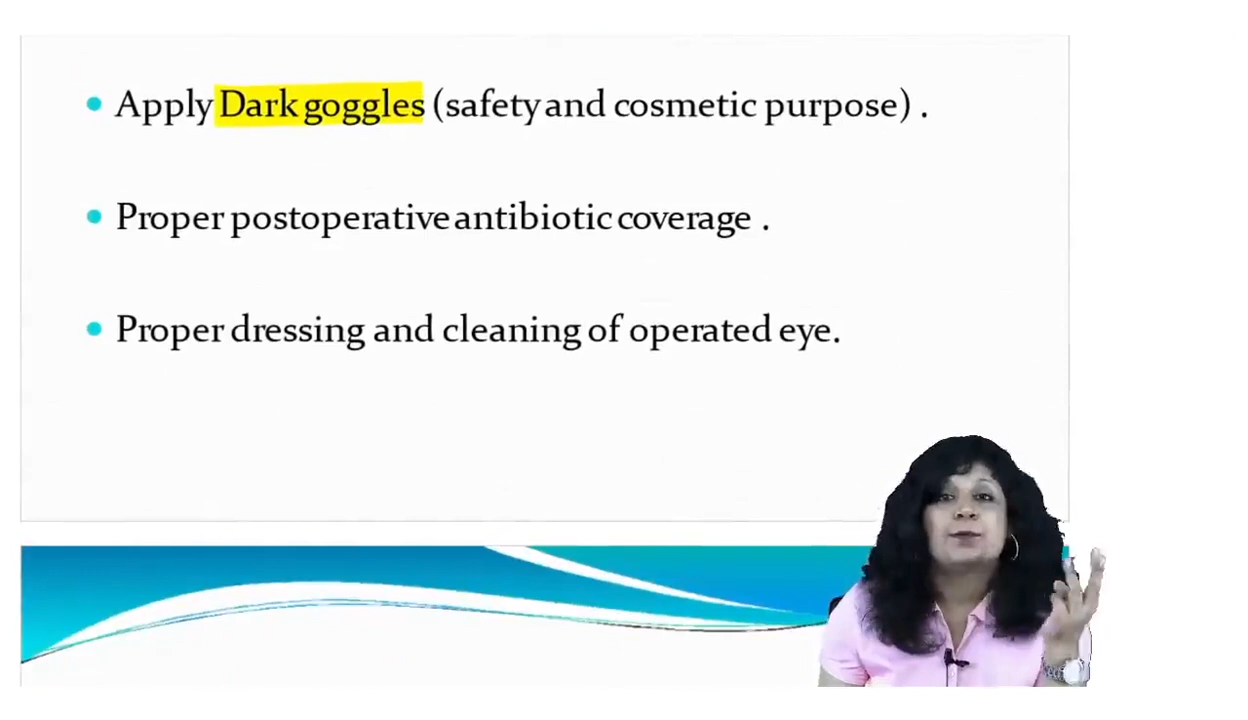 • Apply Dark goggles (safety and cosmetic purpose) .
• Proper postoperative antibiotic coverage .
• Proper dressing and cleaning of operated eye.